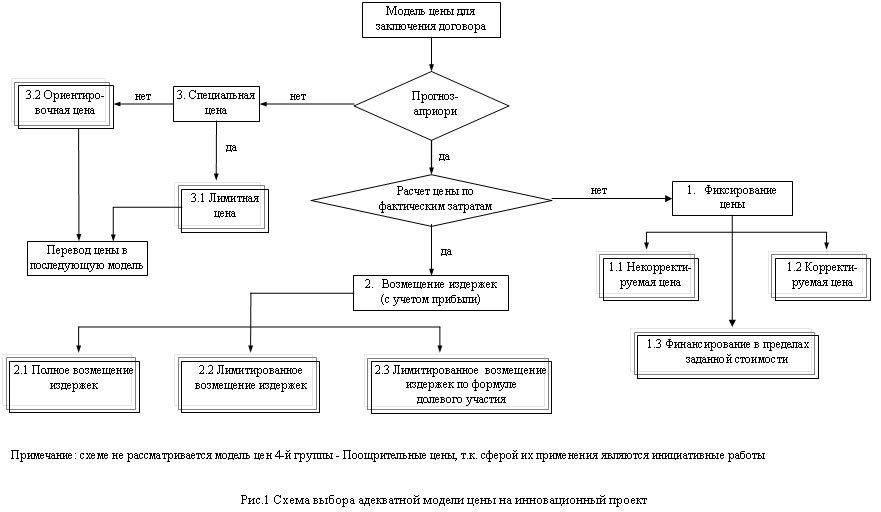 Модель цены для
заключения договора
Прогноз-
априори
нет
3. Специальная
цена
нет
3.2 Ориентиро-
вочная цена
да
3.1 Лимитная
цена
Перевод цены в
последующую модель
да
Расчет цены по
фактическим затратам
нет
1. Фиксирование
цены
1.1 Некорректи-
руемая цена
1.2 Корректи-
руемая цена
1.3 Финансирование в пределах
заданной стоимости
да
2. Возмещение издержек
(с учетом прибыли)
2.1 Полное возмещение
издержек
2.2 Лимитированное
возмещение издержек
2.3 Лимитированное возмещение
издержек по формуле
долевого участия
Примечание: схеме не рассматривается модель цен 4-й группы - Поощрительные цены, т.к. сферой их применения являются инициативные работы
Рис.1 Схема выбора адекватной модели цены на инновационный проект